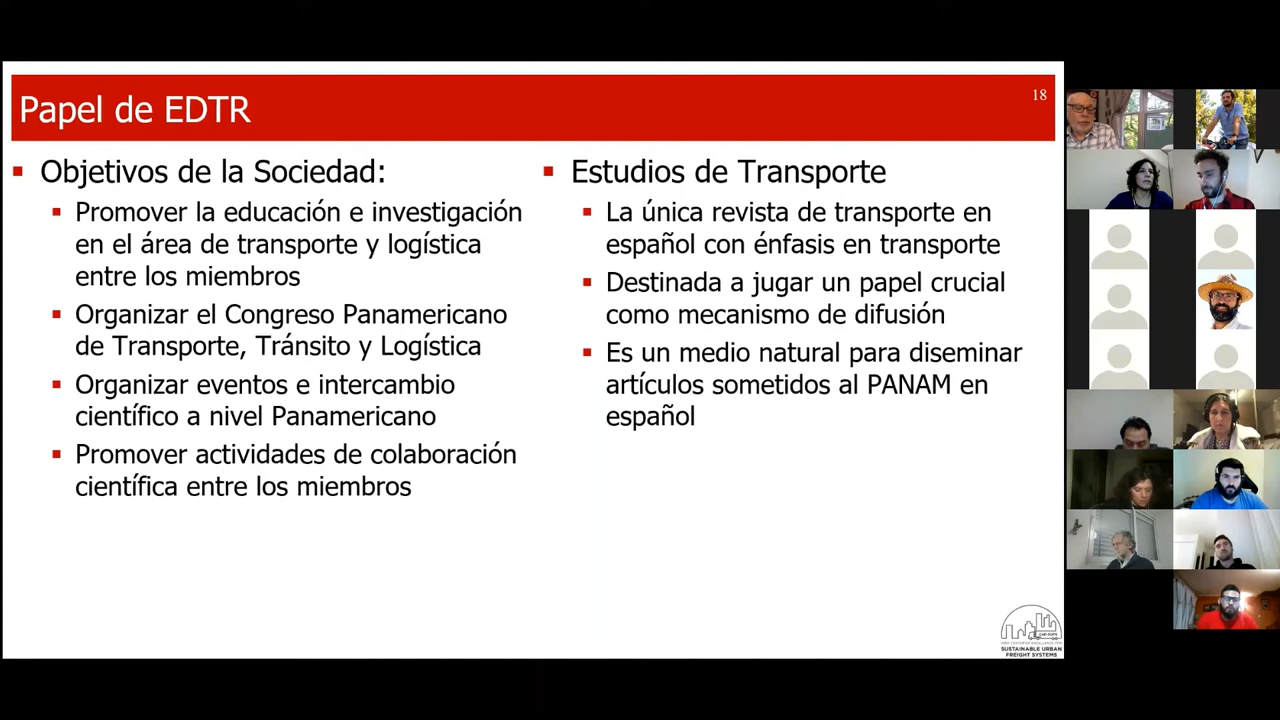 Papel de EDTR
18
Objetivos de la Sociedad:
Promover la educación e investigación
en el área de transporte y logística
entre los miembros
Organizar el Congreso Panamericano
de Transporte, Tránsito y Logística
Organizar eventos e intercambio
científico a nivel Panamericano
Promover actividades de colaboración
científica entre los miembros
Estudios de Transporte
La única revista de transporte en
español con énfasis en transporte
Destinada a jugar un papel crucial
como mecanismo de difusión
Es un medio natural para diseminar
artículos sometidos al PANAM en
español
SUSTAINABLE URBAN
FREIGHT SYSTEMS